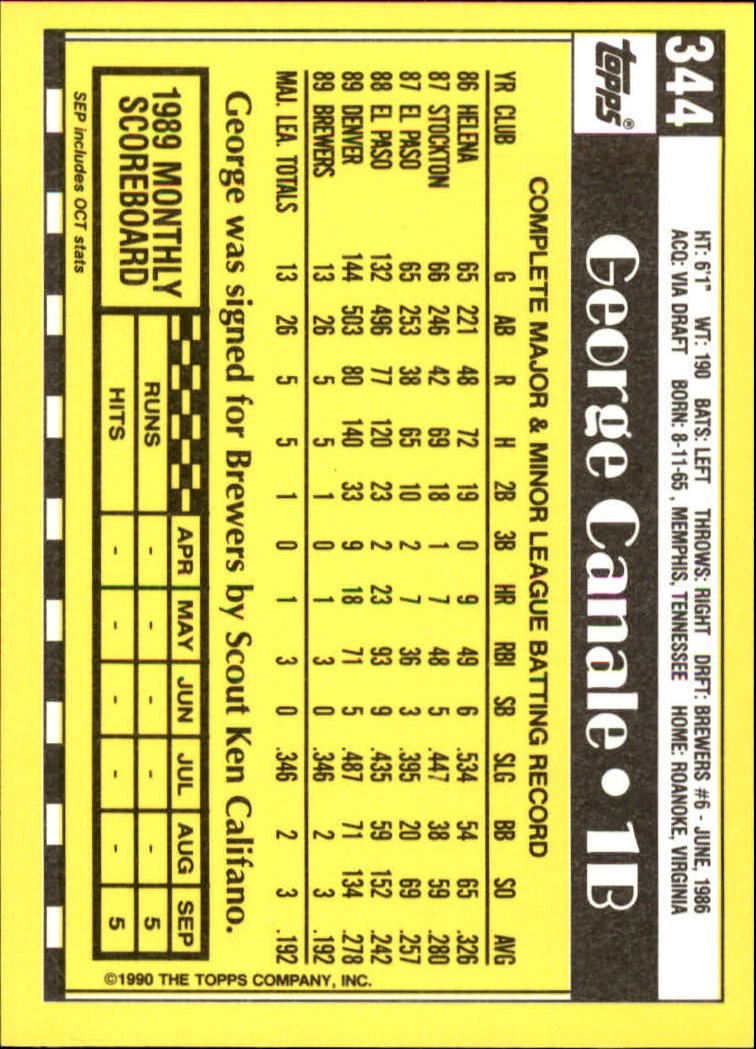 344
HT: 6'1" WT: 190 BATS: LEFT THROWS: RIGHT DRFT: BREWERS #6 - JUNE, 1986
ACQ: VIA DRAFT BORN: 8-11-65, MEMPHIS, TENNESSEE HOME: ROANOKE, VIRGINIA
topps®
George Canale • 1B
COMPLETE MAJOR & MINOR LEAGUE BATTING RECORD
YR CLUB G AB R H 2B 3B HR RBI SB SLG BB SO AVG
86 HELENA 65 221 48 72 19 0 9 49 6 .534 54 65 .326
87 STOCKTON 66 246 42 69 18 1 7 48 5 .447 38 59 .280
87 EL PASO 65 253 38 65 10 2 7 36 3 .395 20 69 .257
88 EL PASO 132 496 77 120 23 2 23 93 9 .435 59 152 .242
89 DENVER 144 503 80 140 33 9 18 71 5 .487 71 134 .278
89 BREWERS 13 26 5 5 1 0 1 3 0 .346 2 3 .192
MAJ. LEA. TOTALS 13 26 5 5 1 0 1 3 0 .346 2 3 .192
George was signed for Brewers by Scout Ken Califano.
1989 MONTHLY
SCOREBOARD
APR MAY JUN JUL AUG SEP
RUNS - - - - - 5
HITS - - - - - 5
SEP includes OCT stats
©1990 THE TOPPS COMPANY, INC.